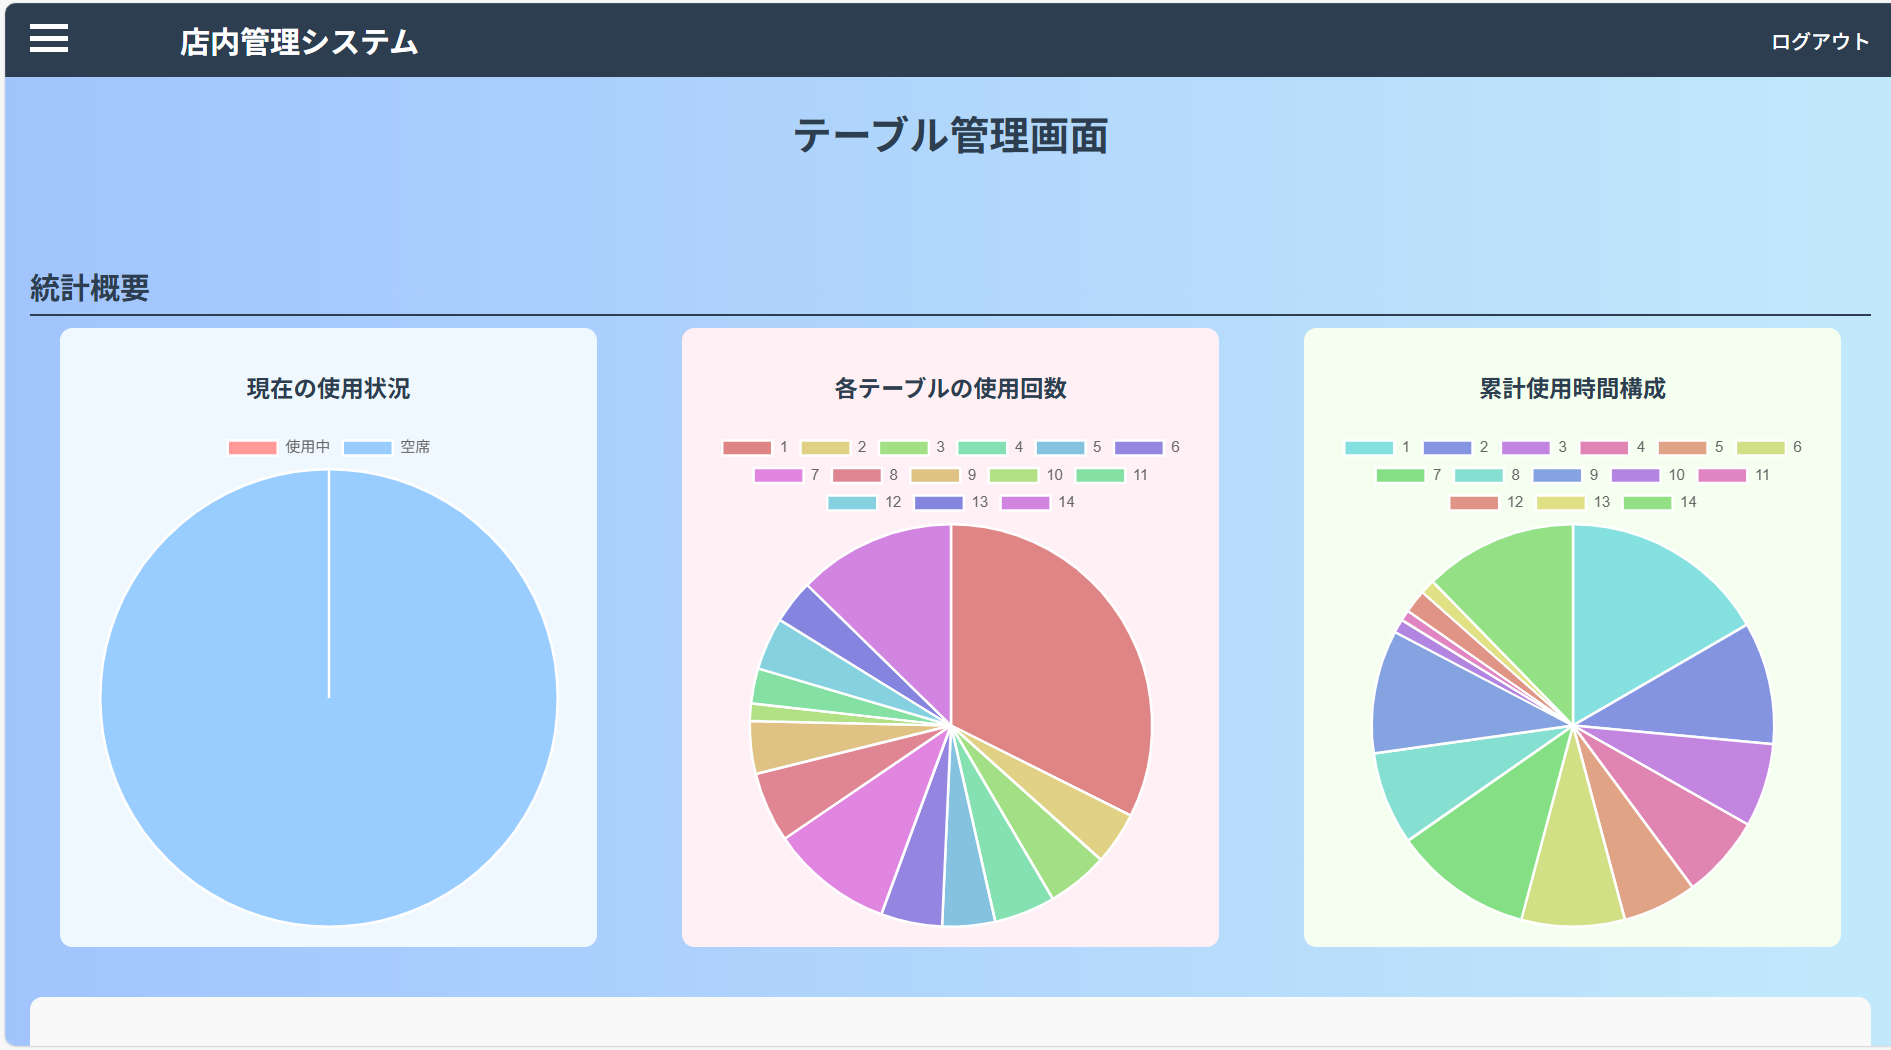 店内管理システム
ログアウト
テーブル管理画面
統計概要
現在の使用状況
使用中 空席
各テーブルの使用回数
1 2 3 4 5 6
7 8 9 10 11
12 13 14
累計使用時間構成
1 2 3 4 5 6
7 8 9 10 11
12 13 14